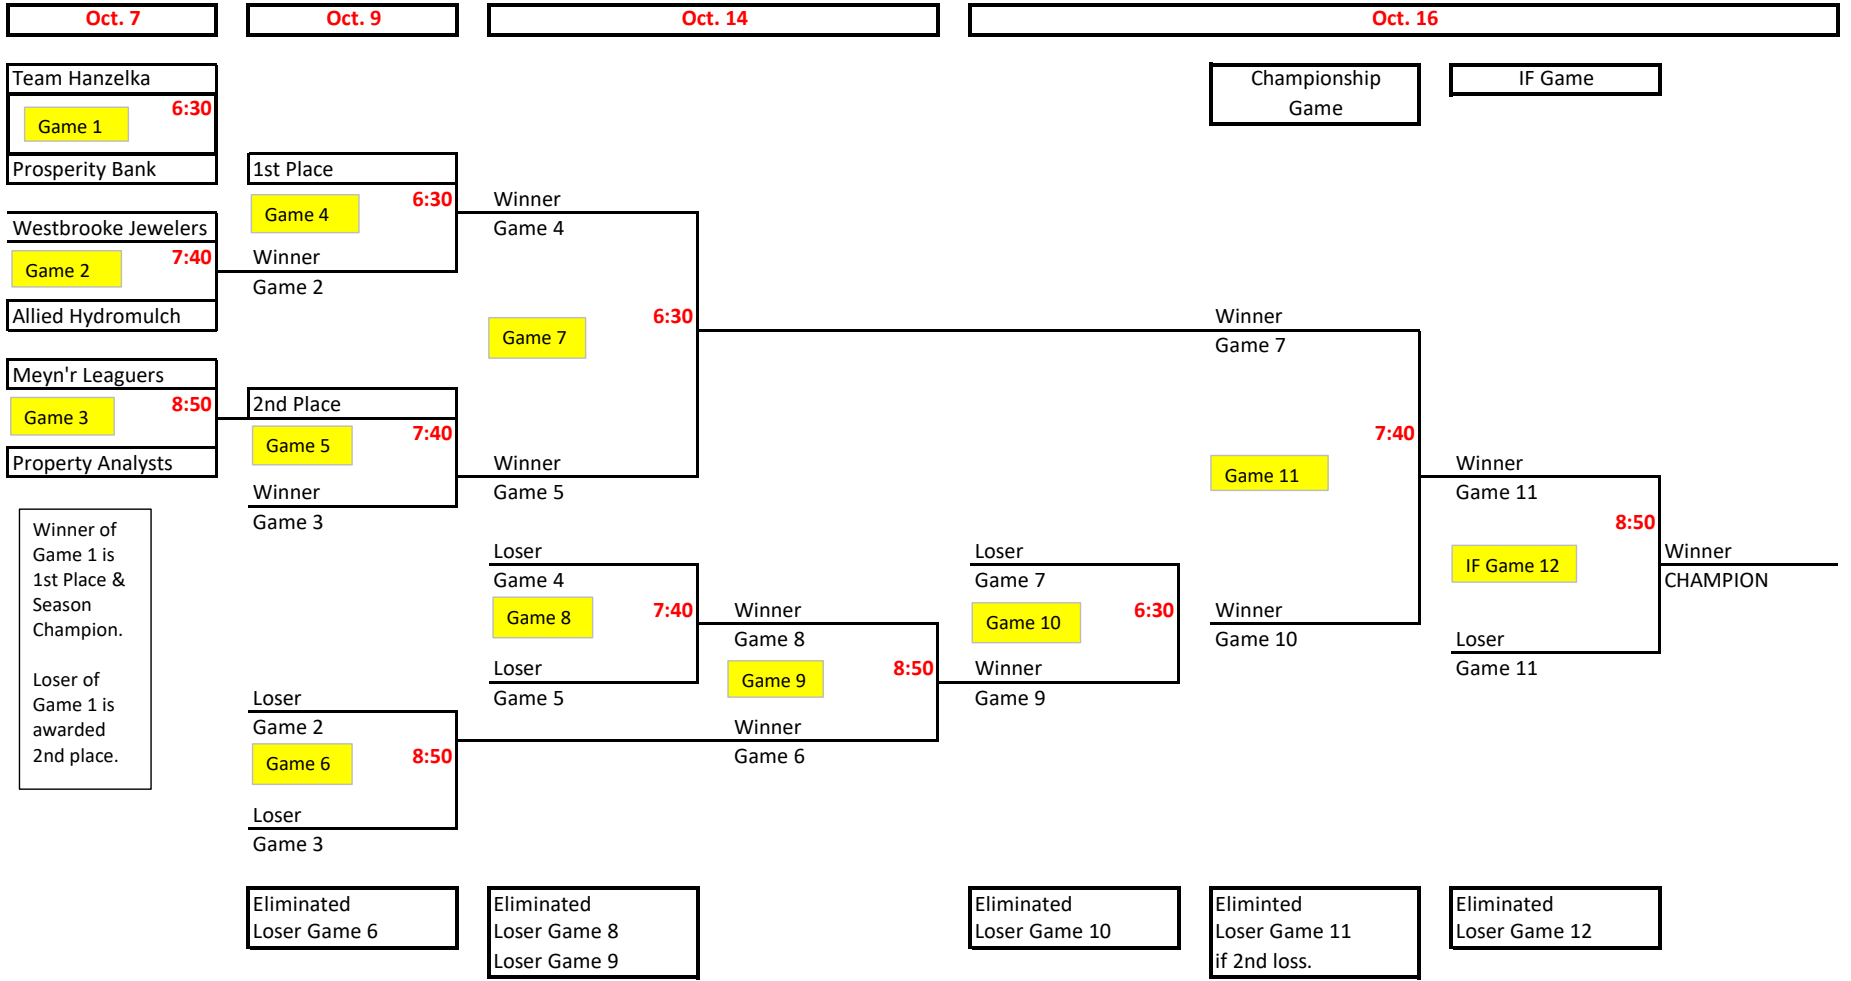 Oct. 7
Oct. 9
Oct. 14
Oct. 16
Team Hanzelka
6:30
Game 1
Prosperity Bank
Westbrooke Jewelers
7:40
Game 2
Allied Hydromulch
Meyn'r Leaguers
8:50
Game 3
Property Analysts
Winner of
Game 1 is
1st Place &
Season
Champion.
Loser of
Game 1 is
awarded
2nd place.
1st Place
6:30
Game 4
Winner
Game 2
2nd Place
7:40
Game 5
Winner
Game 3
Loser
Game 2
8:50
Game 6
Loser
Game 3
Eliminated
Loser Game 6
Winner
Game 4
6:30
Game 7
Winner
Game 5
Loser
Game 4
7:40
Game 8
Loser
Game 5
Winner
Game 8
8:50
Game 9
Winner
Game 6
Eliminated
Loser Game 8
Loser Game 9
Loser
Game 7
6:30
Game 10
Winner
Game 9
Eliminated
Loser Game 10
Championship
Game
Winner
Game 7
7:40
Game 11
Winner
Game 10
Eliminted
Loser Game 11
if 2nd loss.
IF Game
Winner
Game 11
8:50
IF Game 12
Loser
Game 11
Eliminated
Loser Game 12
Winner
CHAMPION